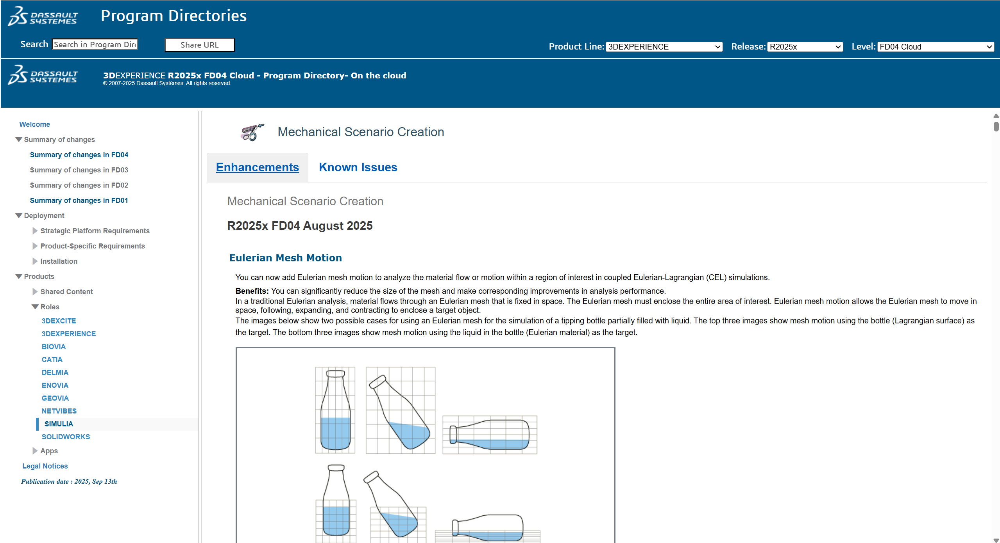 DASSAULT
SYSTEMES
Program Directories
Search Search in Program Dir
Share URL
Product Line: 3DEXPERIENCE
Release: R2025x
Level: FD04 Cloud
DASSAULT
SYSTEMES
3DEXPERIENCE R2025x FD04 Cloud - Program Directory- On the cloud
© 2007-2025 Dassault Systèmes. All rights reserved.
Welcome
Summary of changes
Summary of changes in FD04
Summary of changes in FD03
Summary of changes in FD02
Summary of changes in FD01
Deployment
Strategic Platform Requirements
Product-Specific Requirements
Installation
Products
Shared Content
Roles
3DEXCITE
3DEXPERIENCE
BIOVIA
CATIA
DELMIA
ENOVIA
GEOVIA
NETVIBES
SIMULIA
SOLIDWORKS
Apps
Legal Notices
Publication date : 2025, Sep 13th
Mechanical Scenario Creation
Enhancements
Known Issues
Mechanical Scenario Creation
R2025x FD04 August 2025
Eulerian Mesh Motion
You can now add Eulerian mesh motion to analyze the material flow or motion within a region of interest in coupled Eulerian-Lagrangian (CEL) simulations.
Benefits: You can significantly reduce the size of the mesh and make corresponding improvements in analysis performance.
In a traditional Eulerian analysis, material flows through an Eulerian mesh that is fixed in space. The Eulerian mesh must enclose the entire area of interest. Eulerian mesh motion allows the Eulerian mesh to move in
space, following, expanding, and contracting to enclose a target object.
The images below show two possible cases for using an Eulerian mesh for the simulation of a tipping bottle partially filled with liquid. The top three images show mesh motion using the bottle (Lagrangian surface) as
the target. The bottom three images show mesh motion using the liquid in the bottle (Eulerian material) as the target.